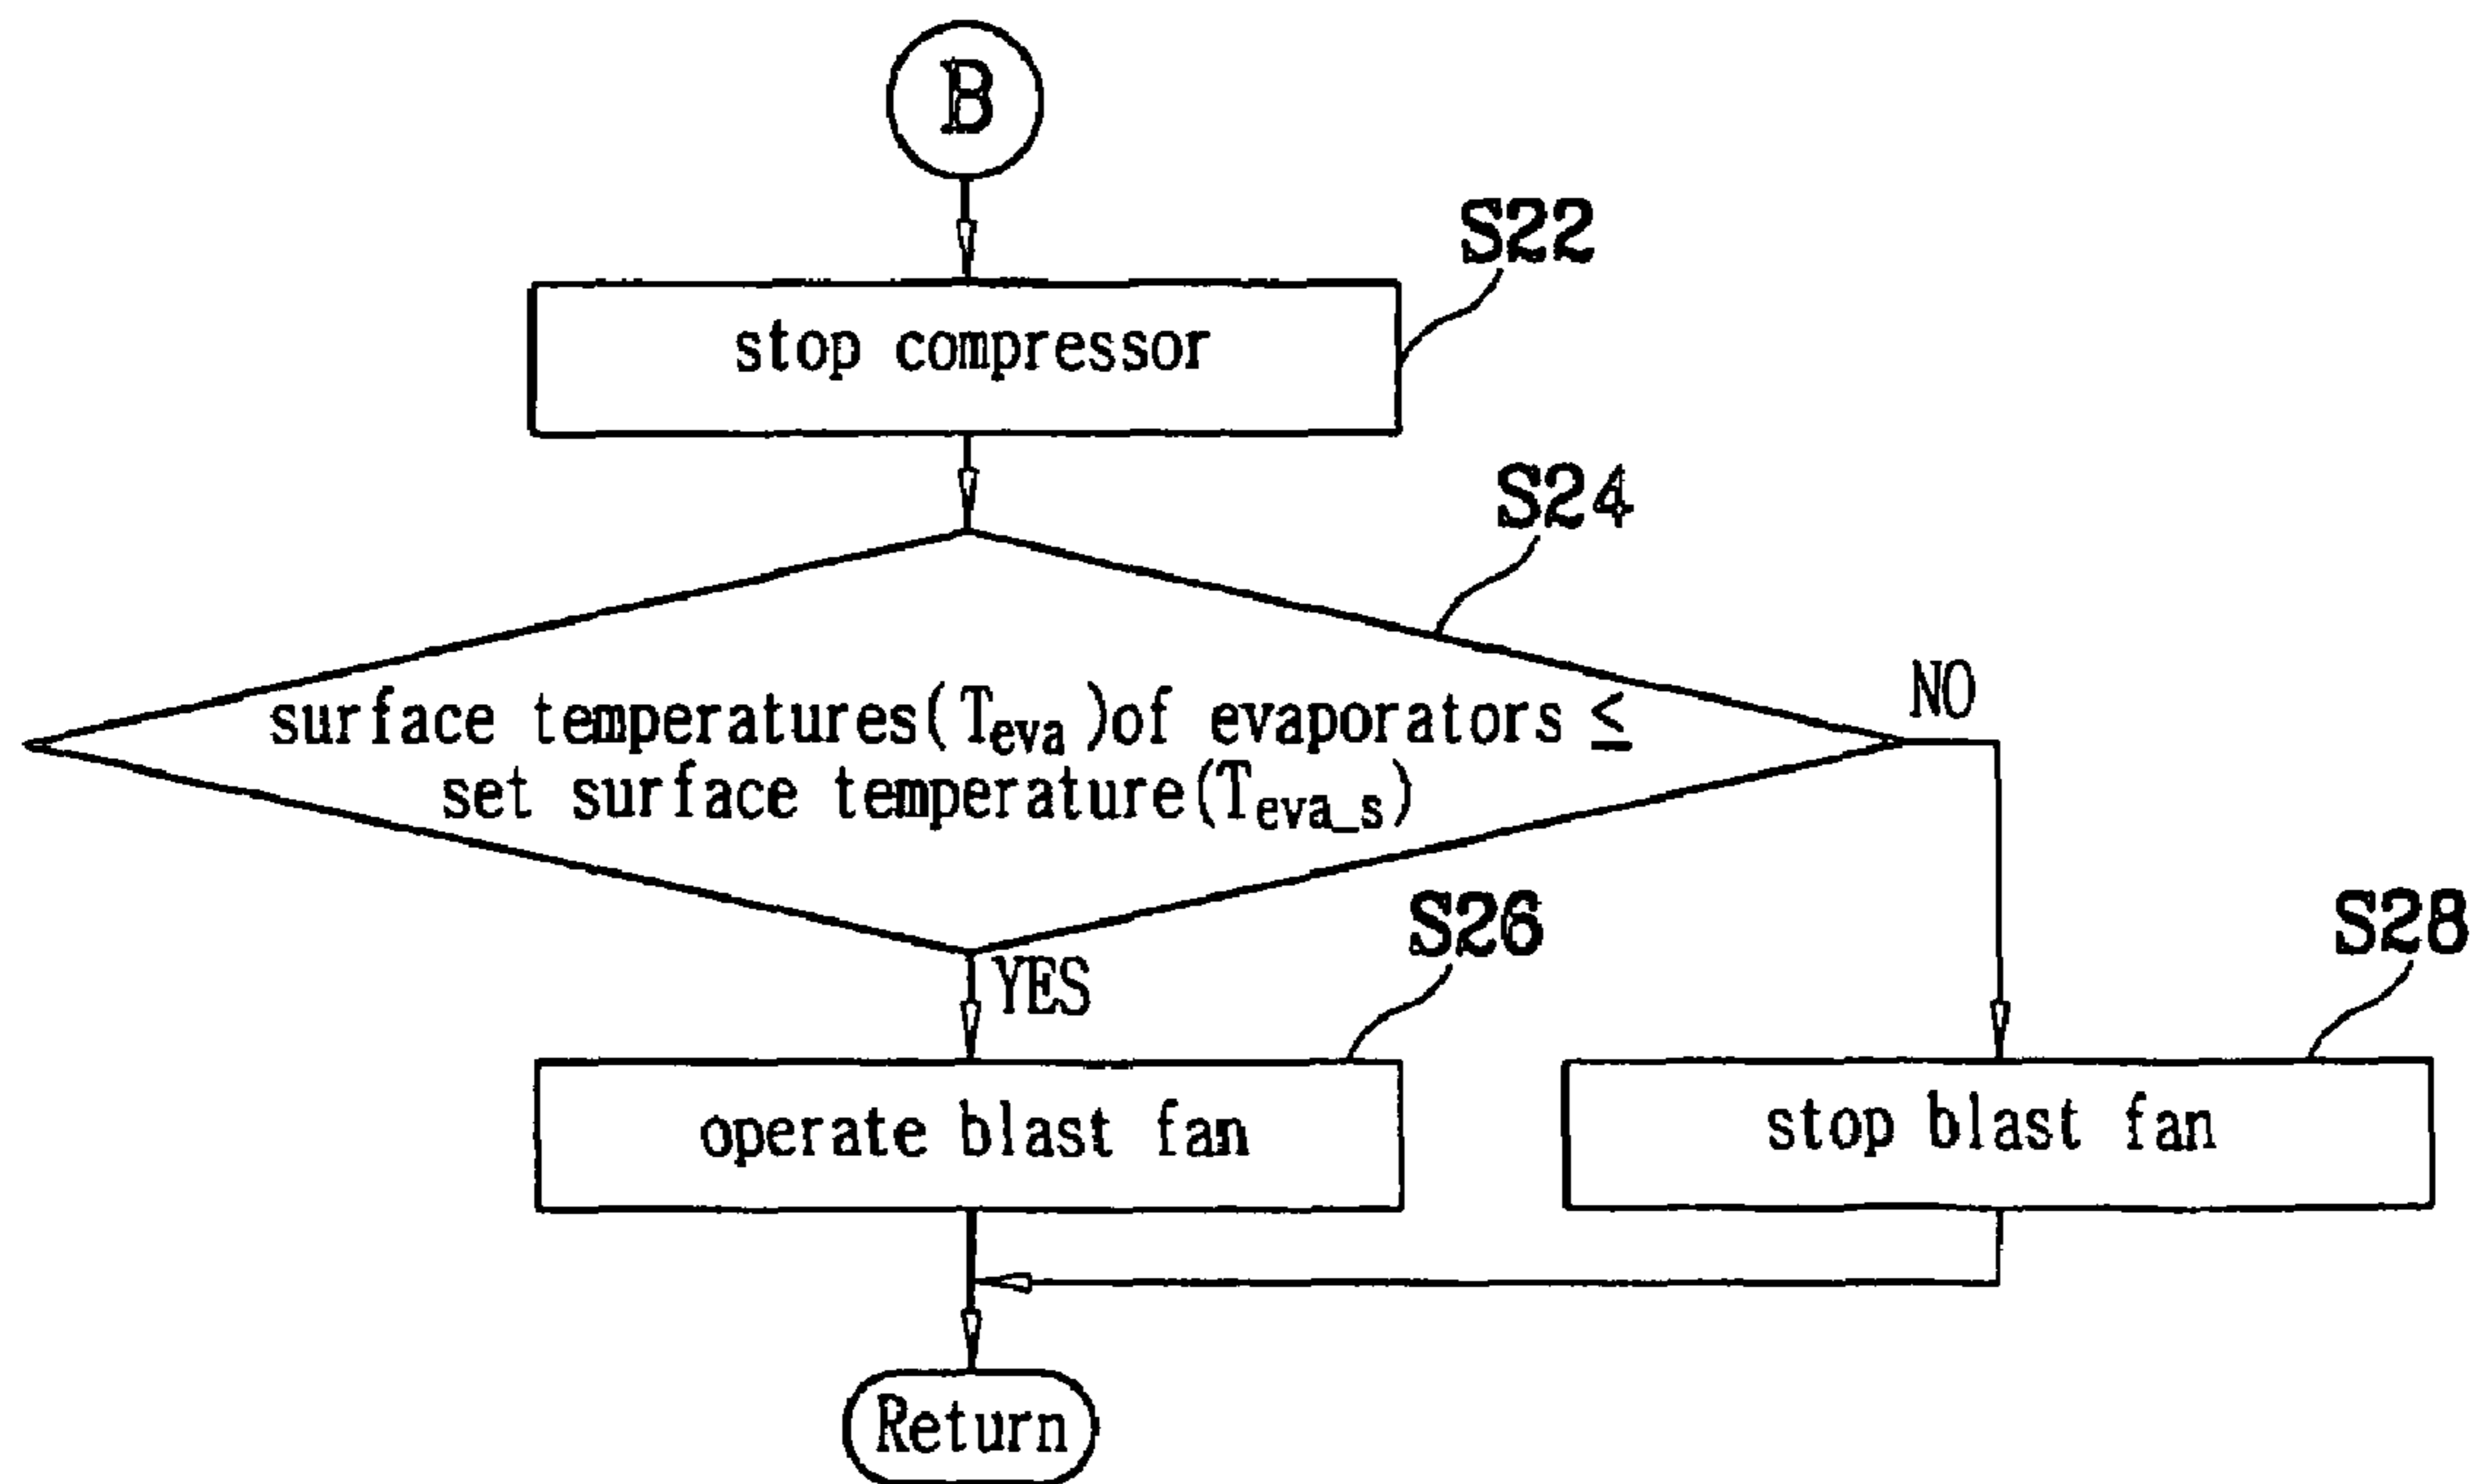 B
S22
stop compressor
S24
NO
surface temperatures(Teva )of evaporators ≤
set surface temperature(Teva_s)
S26
S28
YES
operate blast fan
stop blast fan
Return